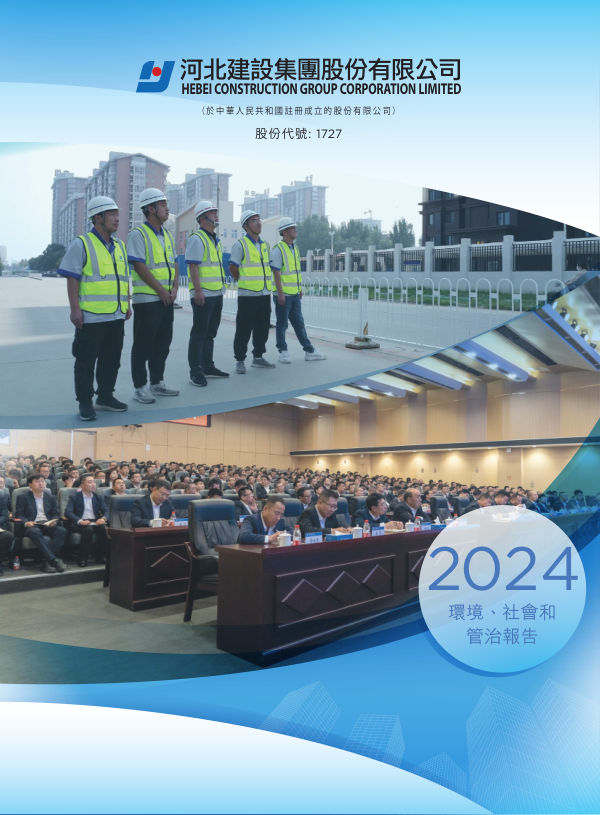 河北建設集團股份有限公司
HEBEI CONSTRUCTION GROUP CORPORATION LIMITED
（於中華人民共和國註冊成立的股份有限公司）
股份代號: 1727
2024
環境、社會和
管治報告